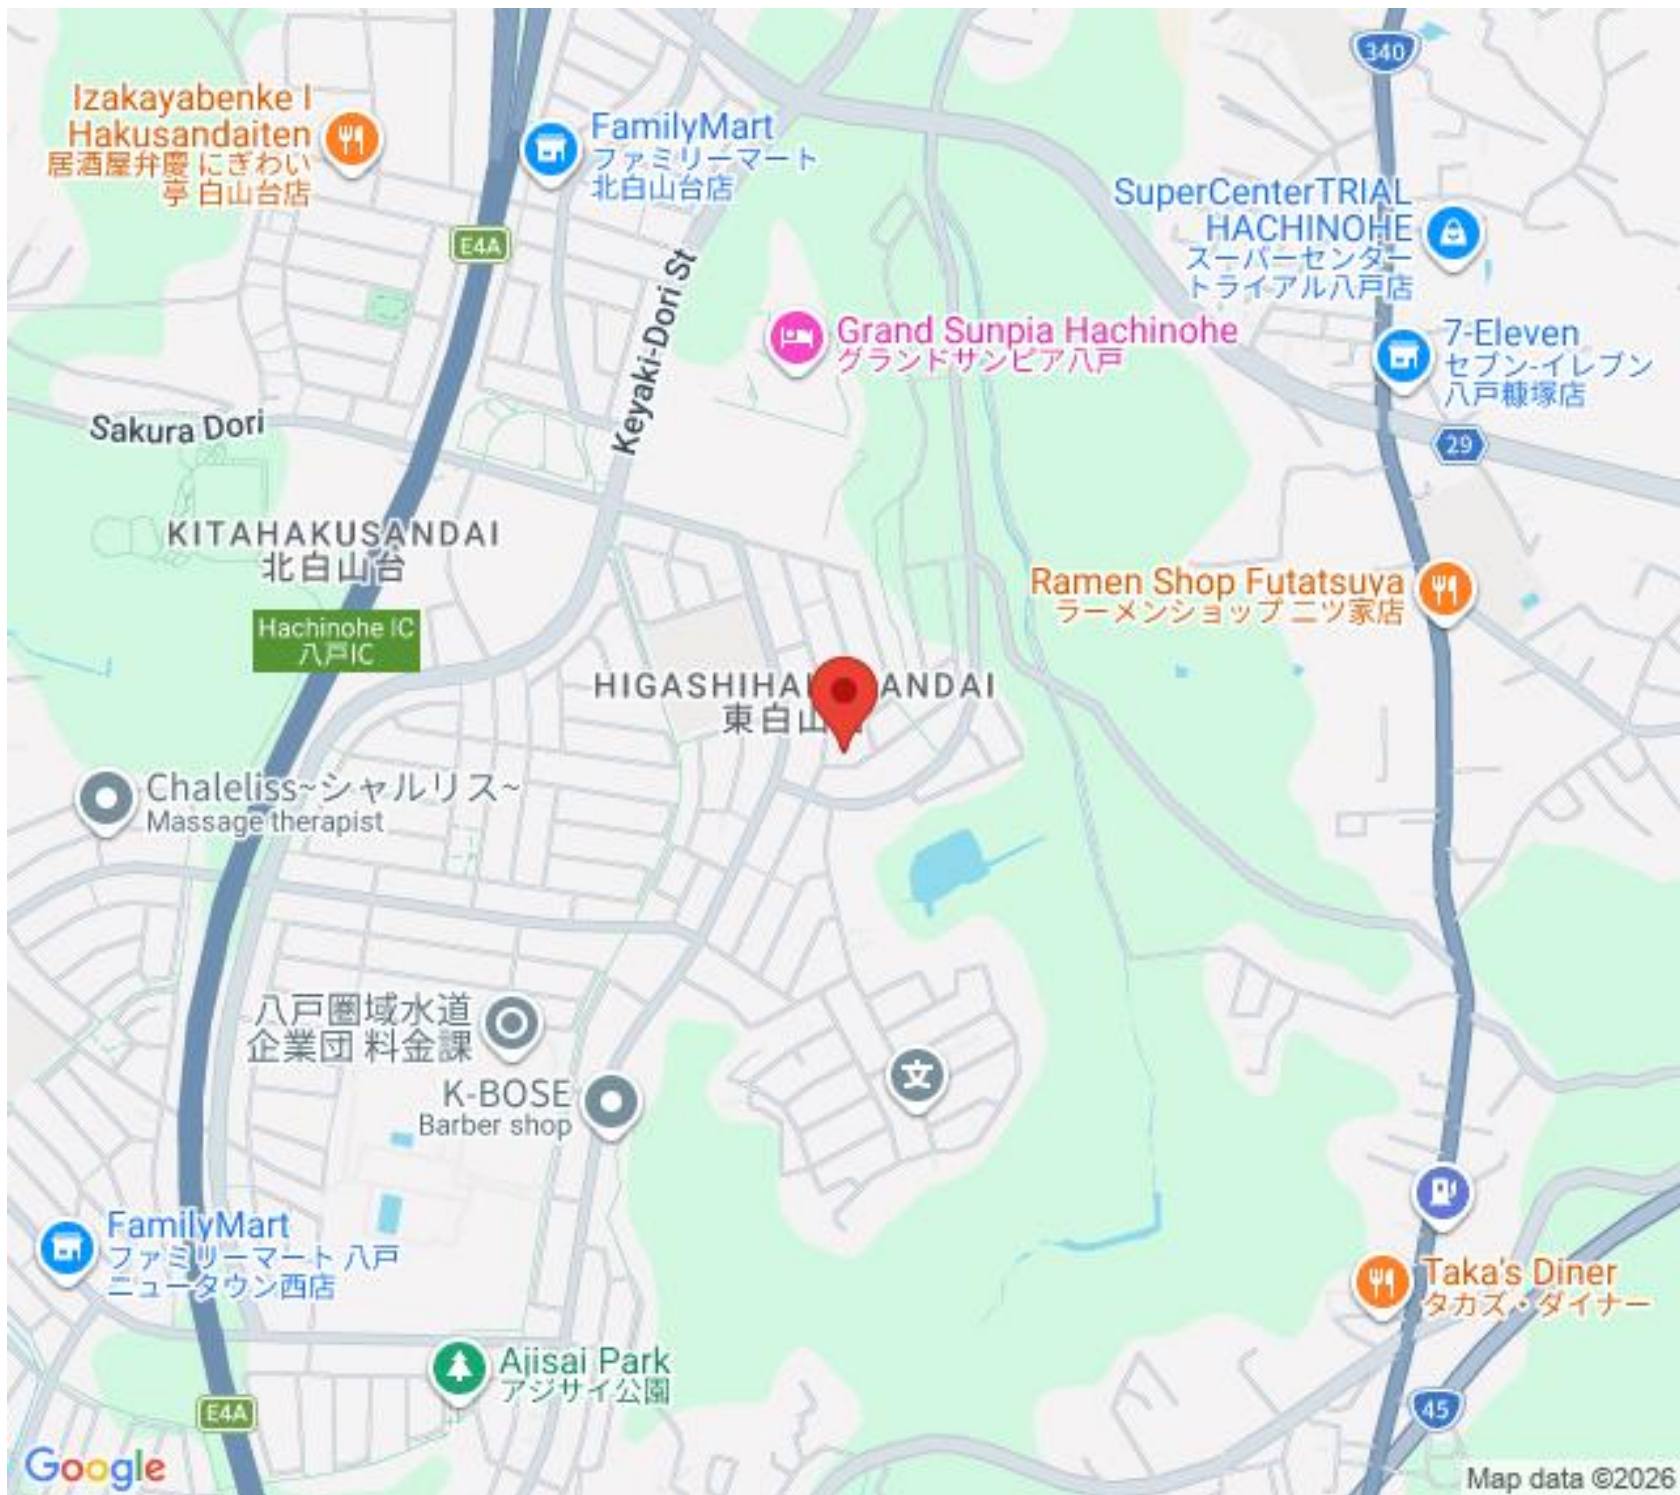 340
Izakayabenke I
Hakusandaiten
居酒屋弁慶 にぎわい
亭 白山台店
FamilyMart
ファミリーマート
北白山台店
SuperCenterTRIAL
HACHINOHE
スーパーセンター
トライアル八戸店
E4A
Keyaki-Dori St
Grand Sunpia Hachinohe
グランドサンピア八戸
7-Eleven
セブン-イレブン
八戸糠塚店
Sakura Dori
29
KITAHAKUSANDAI
北白山台
Ramen Shop Futatsuya
ラーメンショップ 二ツ家店
Hachinohe IC
八戸IC
HIGASHIHA ANDAI
東白山
Chaleliss~シャルリス~
Massage therapist
八戸圏域水道
企業団 料金課
文
K-BOSE
Barber shop
FamilyMart
ファミリーマート 八戸
ニュータウン西店
Taka's Diner
タカズ・ダイナー
Ajisai Park
アジサイ公園
E4A
45
Google
Map data ©2026